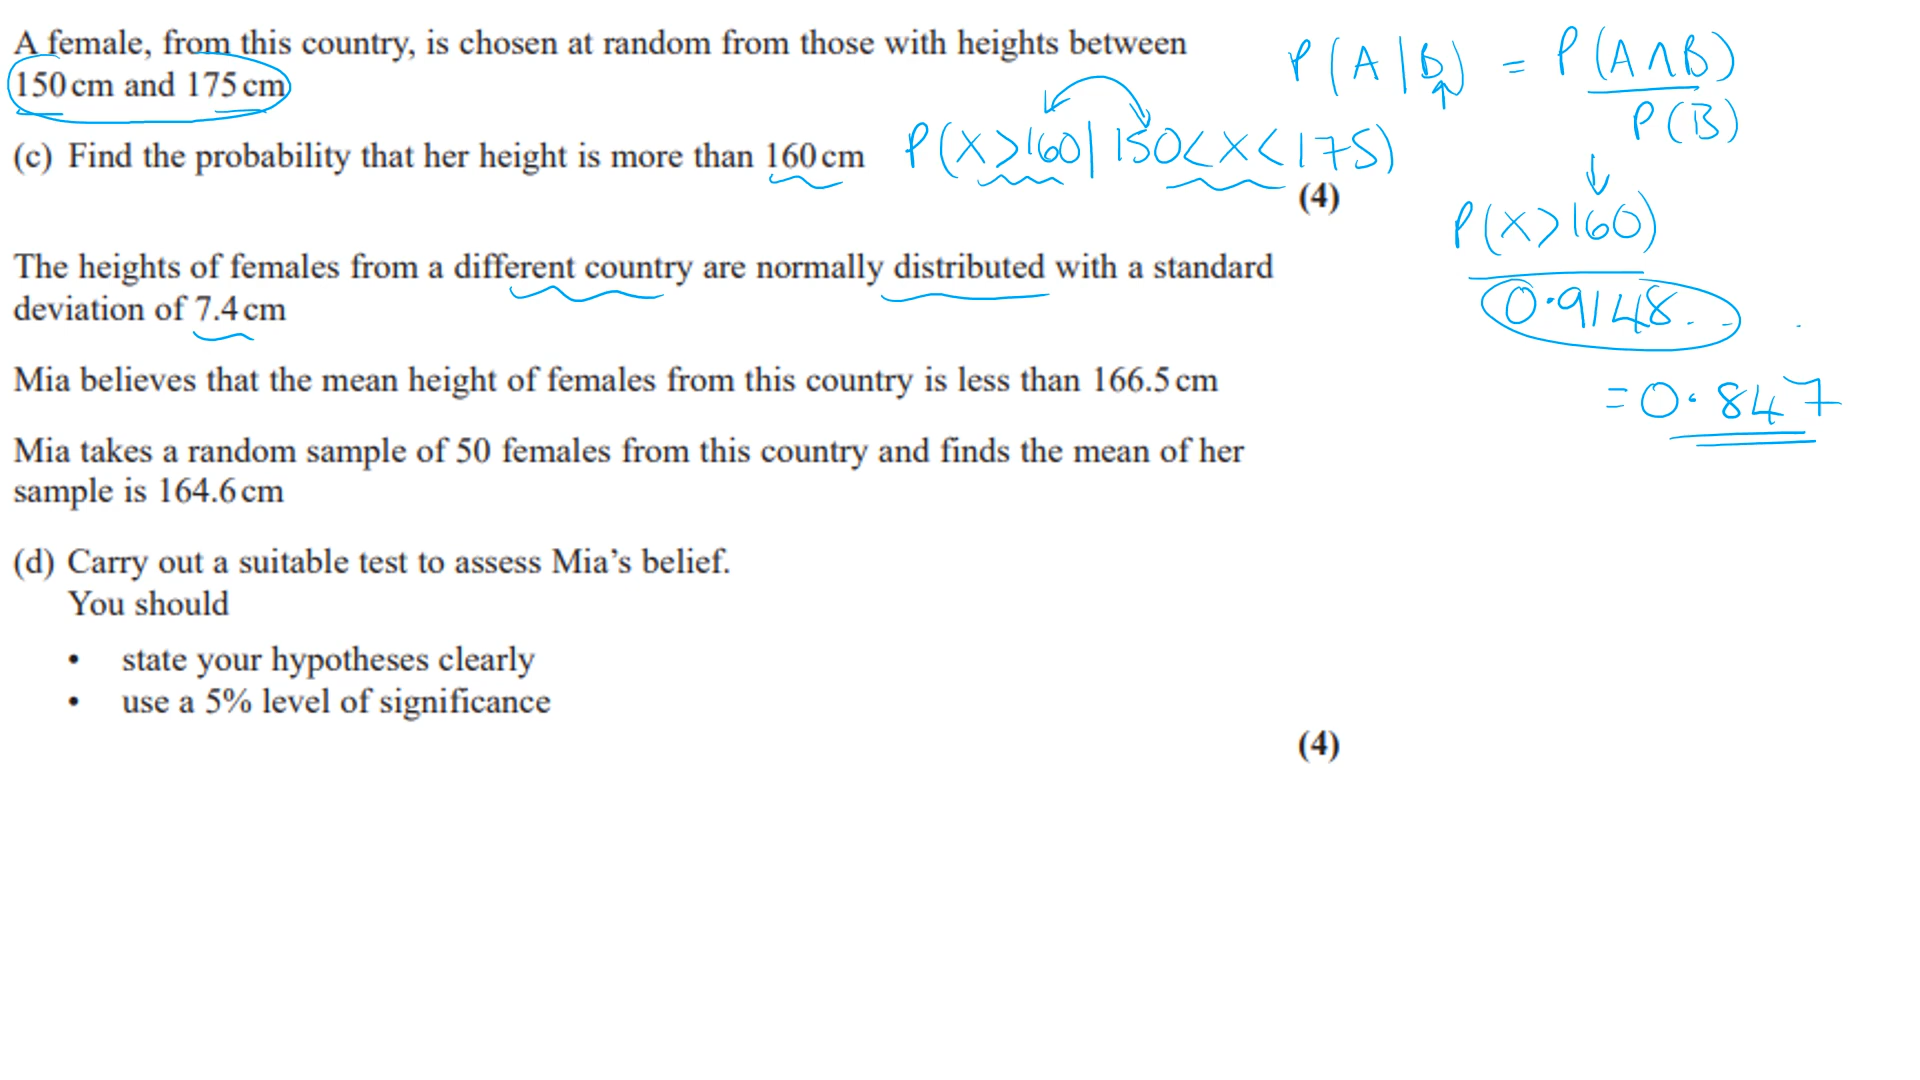 A female, from this country, is chosen at random from those with heights between
150 cm and 175 cm
(c) Find the probability that her height is more than 160 cm
P(X>160|150<X<175)
(4)
P(A|B) = P(A∩B)
P(B)
P(X>160)
0.9148...
=0.847
The heights of females from a different country are normally distributed with a standard
deviation of 7.4 cm
Mia believes that the mean height of females from this country is less than 166.5 cm
Mia takes a random sample of 50 females from this country and finds the mean of her
sample is 164.6 cm
(d) Carry out a suitable test to assess Mia’s belief.
You should
• state your hypotheses clearly
• use a 5% level of significance
(4)